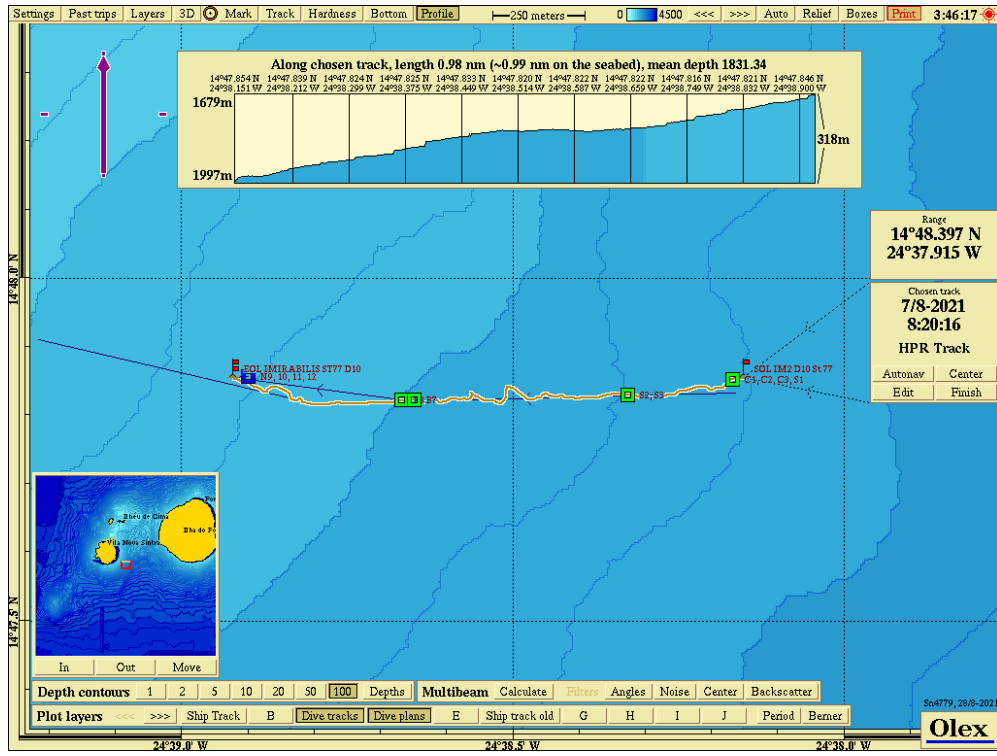 Settings Past trips Layers 3D Mark Track Hardness Bottom Profile 250 meters 0 4500 <<< >>> Auto Relief Boxes Print 3:46:17
Along chosen track, length 0.98 nm (~0.99 nm on the seabed), mean depth 1831.34
14°47.854 N 14°47.839 N 14°47.824 N 14°47.825 N 14°47.833 N 14°47.820 N 14°47.822 N 14°47.822 N 14°47.816 N 14°47.821 N 14°47.846 N
24°38.151 W 24°38.212 W 24°38.299 W 24°38.375 W 24°38.449 W 24°38.514 W 24°38.587 W 24°38.659 W 24°38.749 W 24°38.832 W 24°38.900 W
1679m
318m
1997m
Range
14°48.397 N
24°37.915 W
Chosen track
7/8-2021
8:20:16
HPR Track
Autonav Center
Edit Finish
14°48.0' N
EOL IMIRABILIS ST77 D10
N9, 10, 11, 12
SOL IM2 D10 St 77
C1, C2, C3, S1
B7
S2, S3
Ilhéu de Cima
Vila Nova Sintra
Ilha do Fo
14°47.5' N
In Out Move
Depth contours 1 2 5 10 20 50 100 Depths Multibeam Calculate Filters Angles Noise Center Backscatter
Plot layers <<< >>> Ship Track B Dive tracks Dive plans E Ship track old G H I J Period Berner
Sn4779, 28/8-2021
Olex
24°39.0' W 24°38.5' W 24°38.0' W